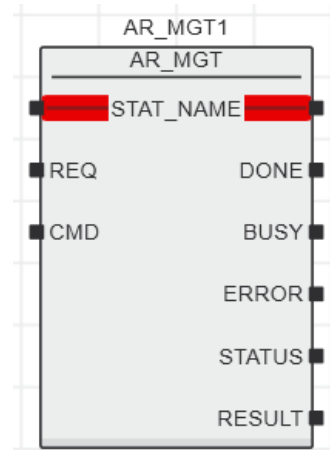 AR_MGT1
AR_MGT
STAT_NAME
REQ DONE
CMD BUSY
ERROR
STATUS
RESULT